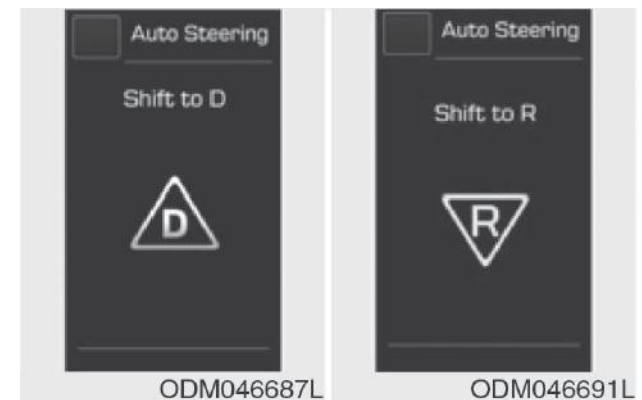 Auto Steering
Shift to D
D
ODM046687L
Auto Steering
Shift to R
R
ODM046691L